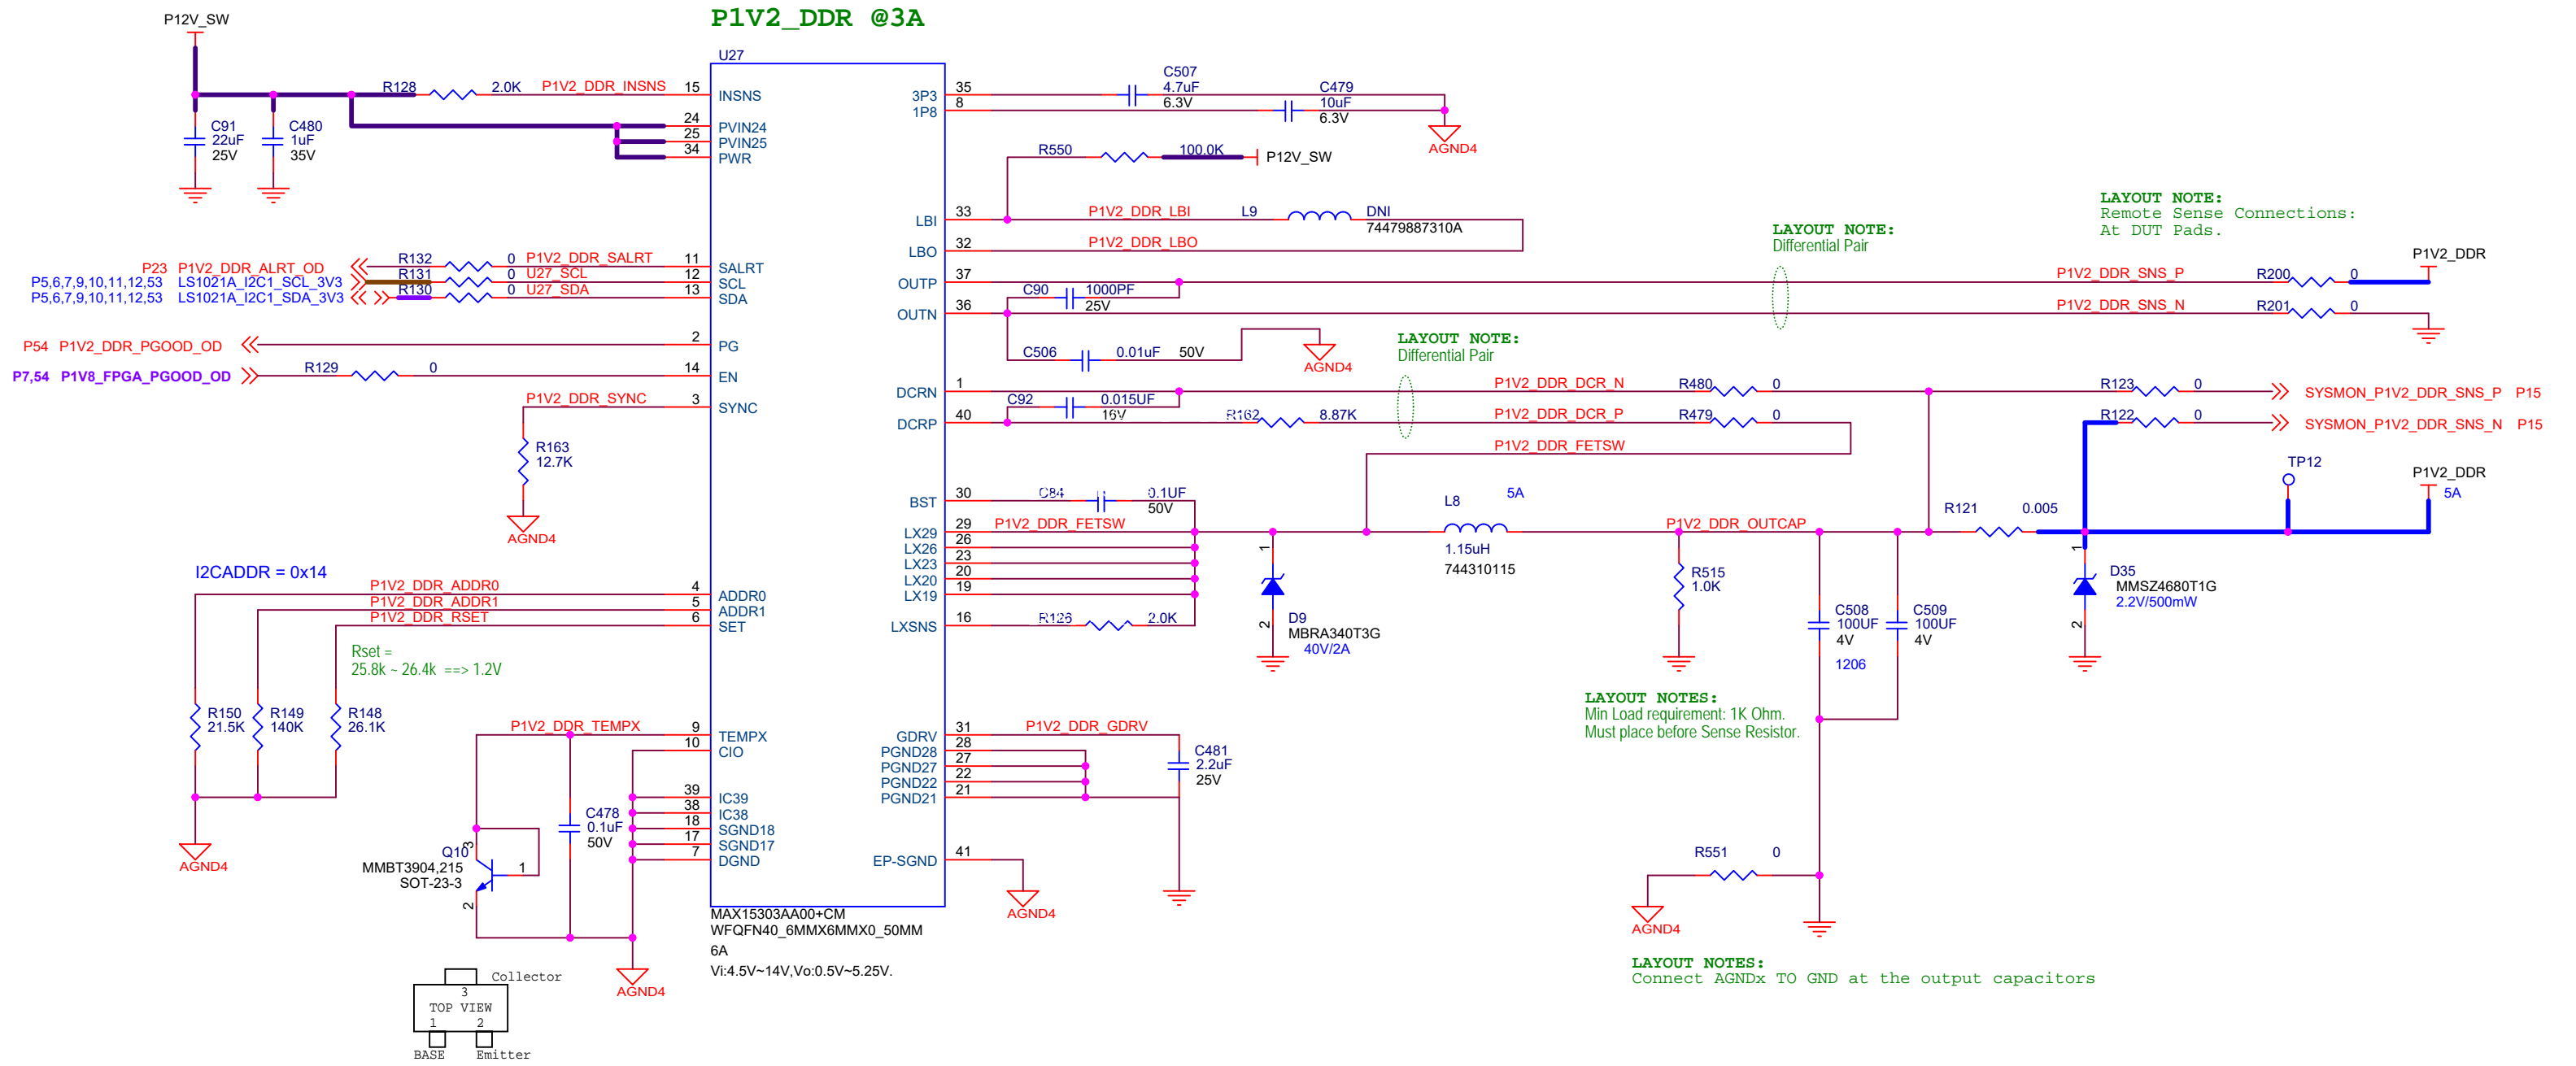 P1V2_DDR @3A
P12V_SW
U27
R128
2.0K
P1V2_DDR_INSNS
15
INSNS
24
PVIN24
25
PVIN25
34
PWR
C91
22uF
25V
C480
1uF
35V
P23 P1V2_DDR_ALRT_OD
R132
0
P1V2_DDR_SALRT
11
SALRT
P5,6,7,9,10,11,12,53 LS1021A_I2C1_SCL_3V3
R131
0
U27_SCL
12
SCL
P5,6,7,9,10,11,12,53 LS1021A_I2C1_SDA_3V3
R130
0
U27_SDA
13
SDA
P54 P1V2_DDR_PGOOD_OD
2
PG
P7,54 P1V8_FPGA_PGOOD_OD
R129
0
14
EN
P1V2_DDR_SYNC
3
SYNC
R163
12.7K
AGND4
I2CADDR = 0x14
P1V2_DDR_ADDR0
4
ADDR0
P1V2_DDR_ADDR1
5
ADDR1
P1V2_DDR_RSET
6
SET
Rset =
25.8k ~ 26.4k ==> 1.2V
R150
21.5K
R149
140K
R148
26.1K
AGND4
P1V2_DDR_TEMPX
9
TEMPX
10
CIO
39
IC39
38
IC38
18
SGND18
17
SGND17
7
DGND
C478
0.1uF
50V
Q10
MMBT3904,215
SOT-23-3
3
1
2
AGND4
Collector
3
TOP VIEW
1 2
BASE Emitter
MAX15303AA00+CM
WFQFN40_6MMX6MMX0_50MM
6A
Vi:4.5V~14V,Vo:0.5V~5.25V.
35
3P3
8
1P8
C507
4.7uF
6.3V
C479
10uF
6.3V
AGND4
R550
100.0K
P12V_SW
33
LBI
P1V2_DDR_LBI
L9
DNI
74479887310A
32
LBO
P1V2_DDR_LBO
37
OUTP
36
OUTN
C90
1000PF
25V
C506
0.01uF
50V
AGND4
LAYOUT NOTE:
Differential Pair
LAYOUT NOTE:
Remote Sense Connections:
At DUT Pads.
P1V2_DDR
P1V2_DDR_SNS_P
R200
0
P1V2_DDR_SNS_N
R201
0
LAYOUT NOTE:
Differential Pair
1
DCRN
40
DCRP
C92
0.015UF
16V
R162
8.87K
P1V2_DDR_DCR_N
R480
0
P1V2_DDR_DCR_P
R479
0
P1V2_DDR_FETSW
R123
0
SYSMON_P1V2_DDR_SNS_P P15
R122
0
SYSMON_P1V2_DDR_SNS_N P15
30
BST
C84
0.1UF
50V
29
LX29
P1V2_DDR_FETSW
26
LX26
23
LX23
20
LX20
19
LX19
16
LXSNS
R126
2.0K
L8
5A
1.15uH
744310115
P1V2_DDR_OUTCAP
R121
0.005
TP12
P1V2_DDR
5A
1
2
D9
MBRA340T3G
40V/2A
R515
1.0K
C508
100UF
4V
1206
C509
100UF
4V
1
2
D35
MMSZ4680T1G
2.2V/500mW
LAYOUT NOTES:
Min Load requirement: 1K Ohm.
Must place before Sense Resistor.
31
GDRV
P1V2_DDR_GDRV
28
PGND28
27
PGND27
22
PGND22
21
PGND21
C481
2.2uF
25V
41
EP-SGND
AGND4
R551
0
AGND4
LAYOUT NOTES:
Connect AGNDx TO GND at the output capacitors